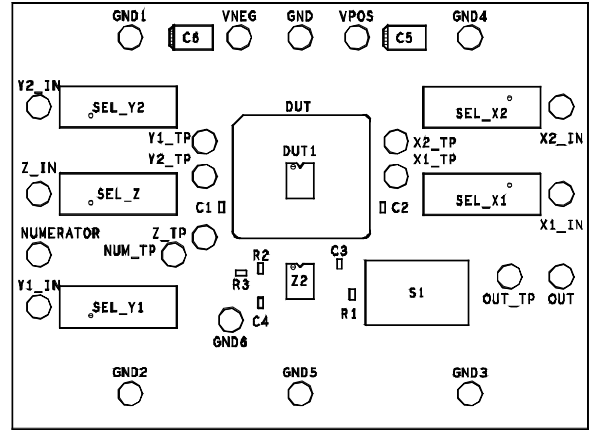 GND1 VNEG GND VPOS GND4
C6 C5
Y2_IN
SEL_Y2 DUT SEL_X2
Y1_TP X2_TP X2_IN
Y2_TP DUT1 X1_TP
Z_IN
SEL_Z C1 C2 SEL_X1
NUMERATOR Z_TP X1_IN
NUM_TP R2 C3
R3 Z2 S1
Y1_IN OUT_TP OUT
SEL_Y1 C4 R1
GND6
GND2 GND5 GND3